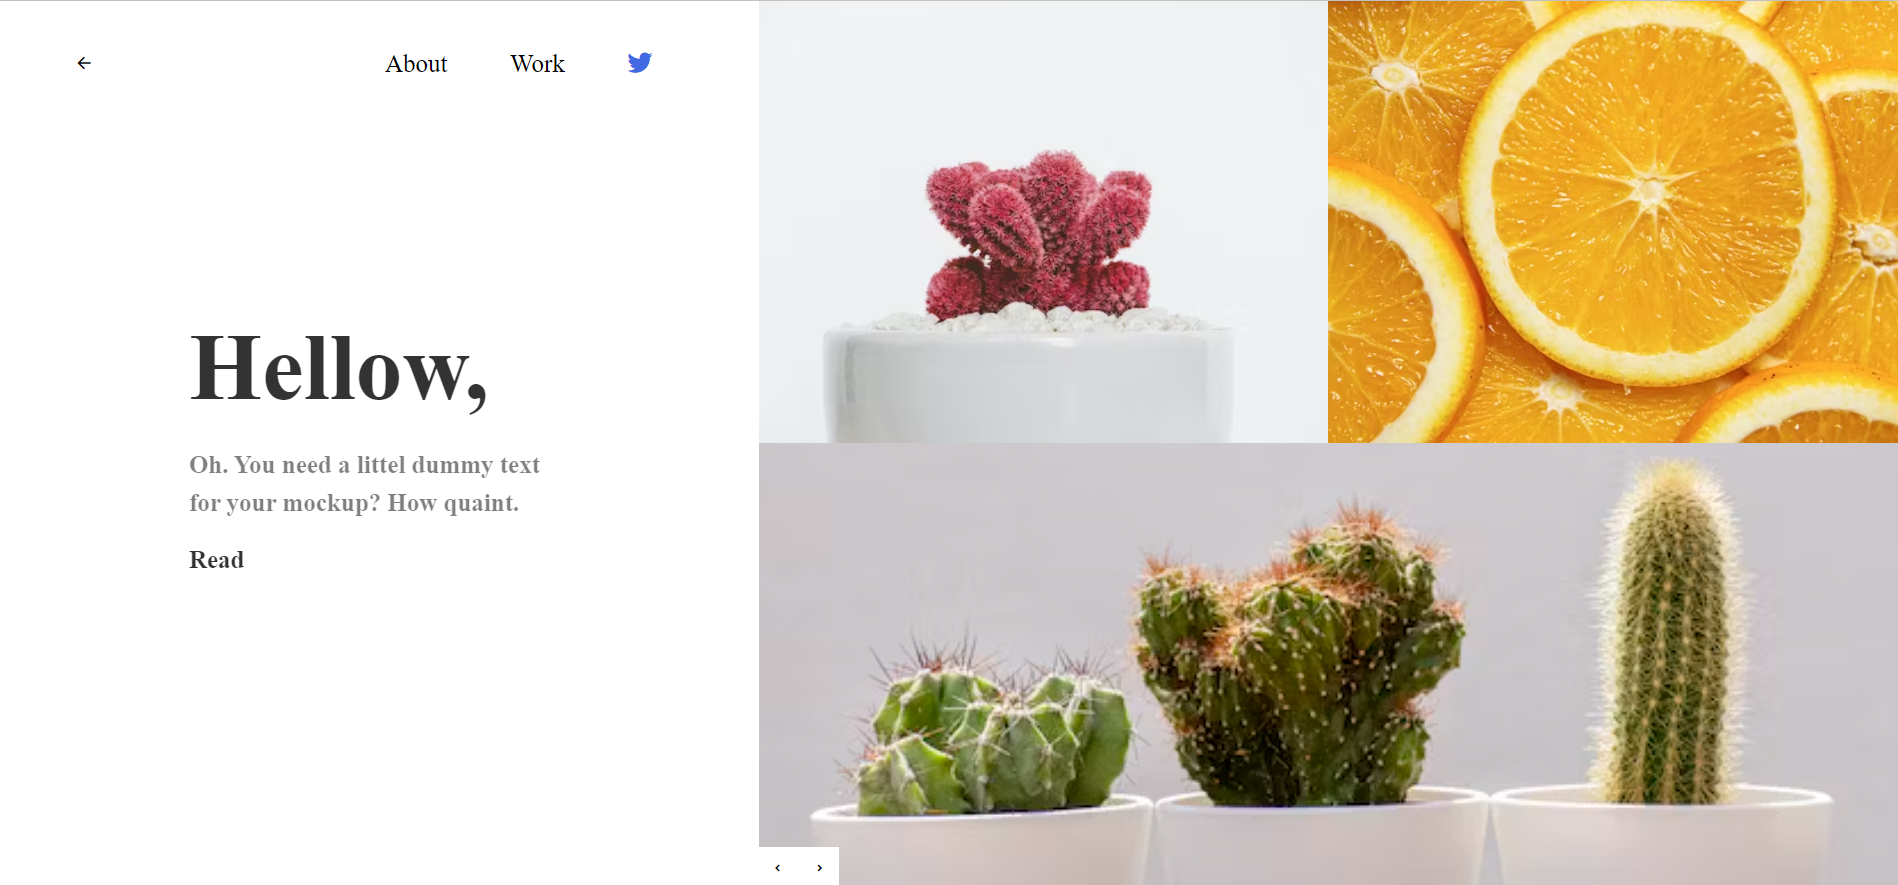 About
Work
Hellow,
Oh. You need a littel dummy text
for your mockup? How quaint.
Read